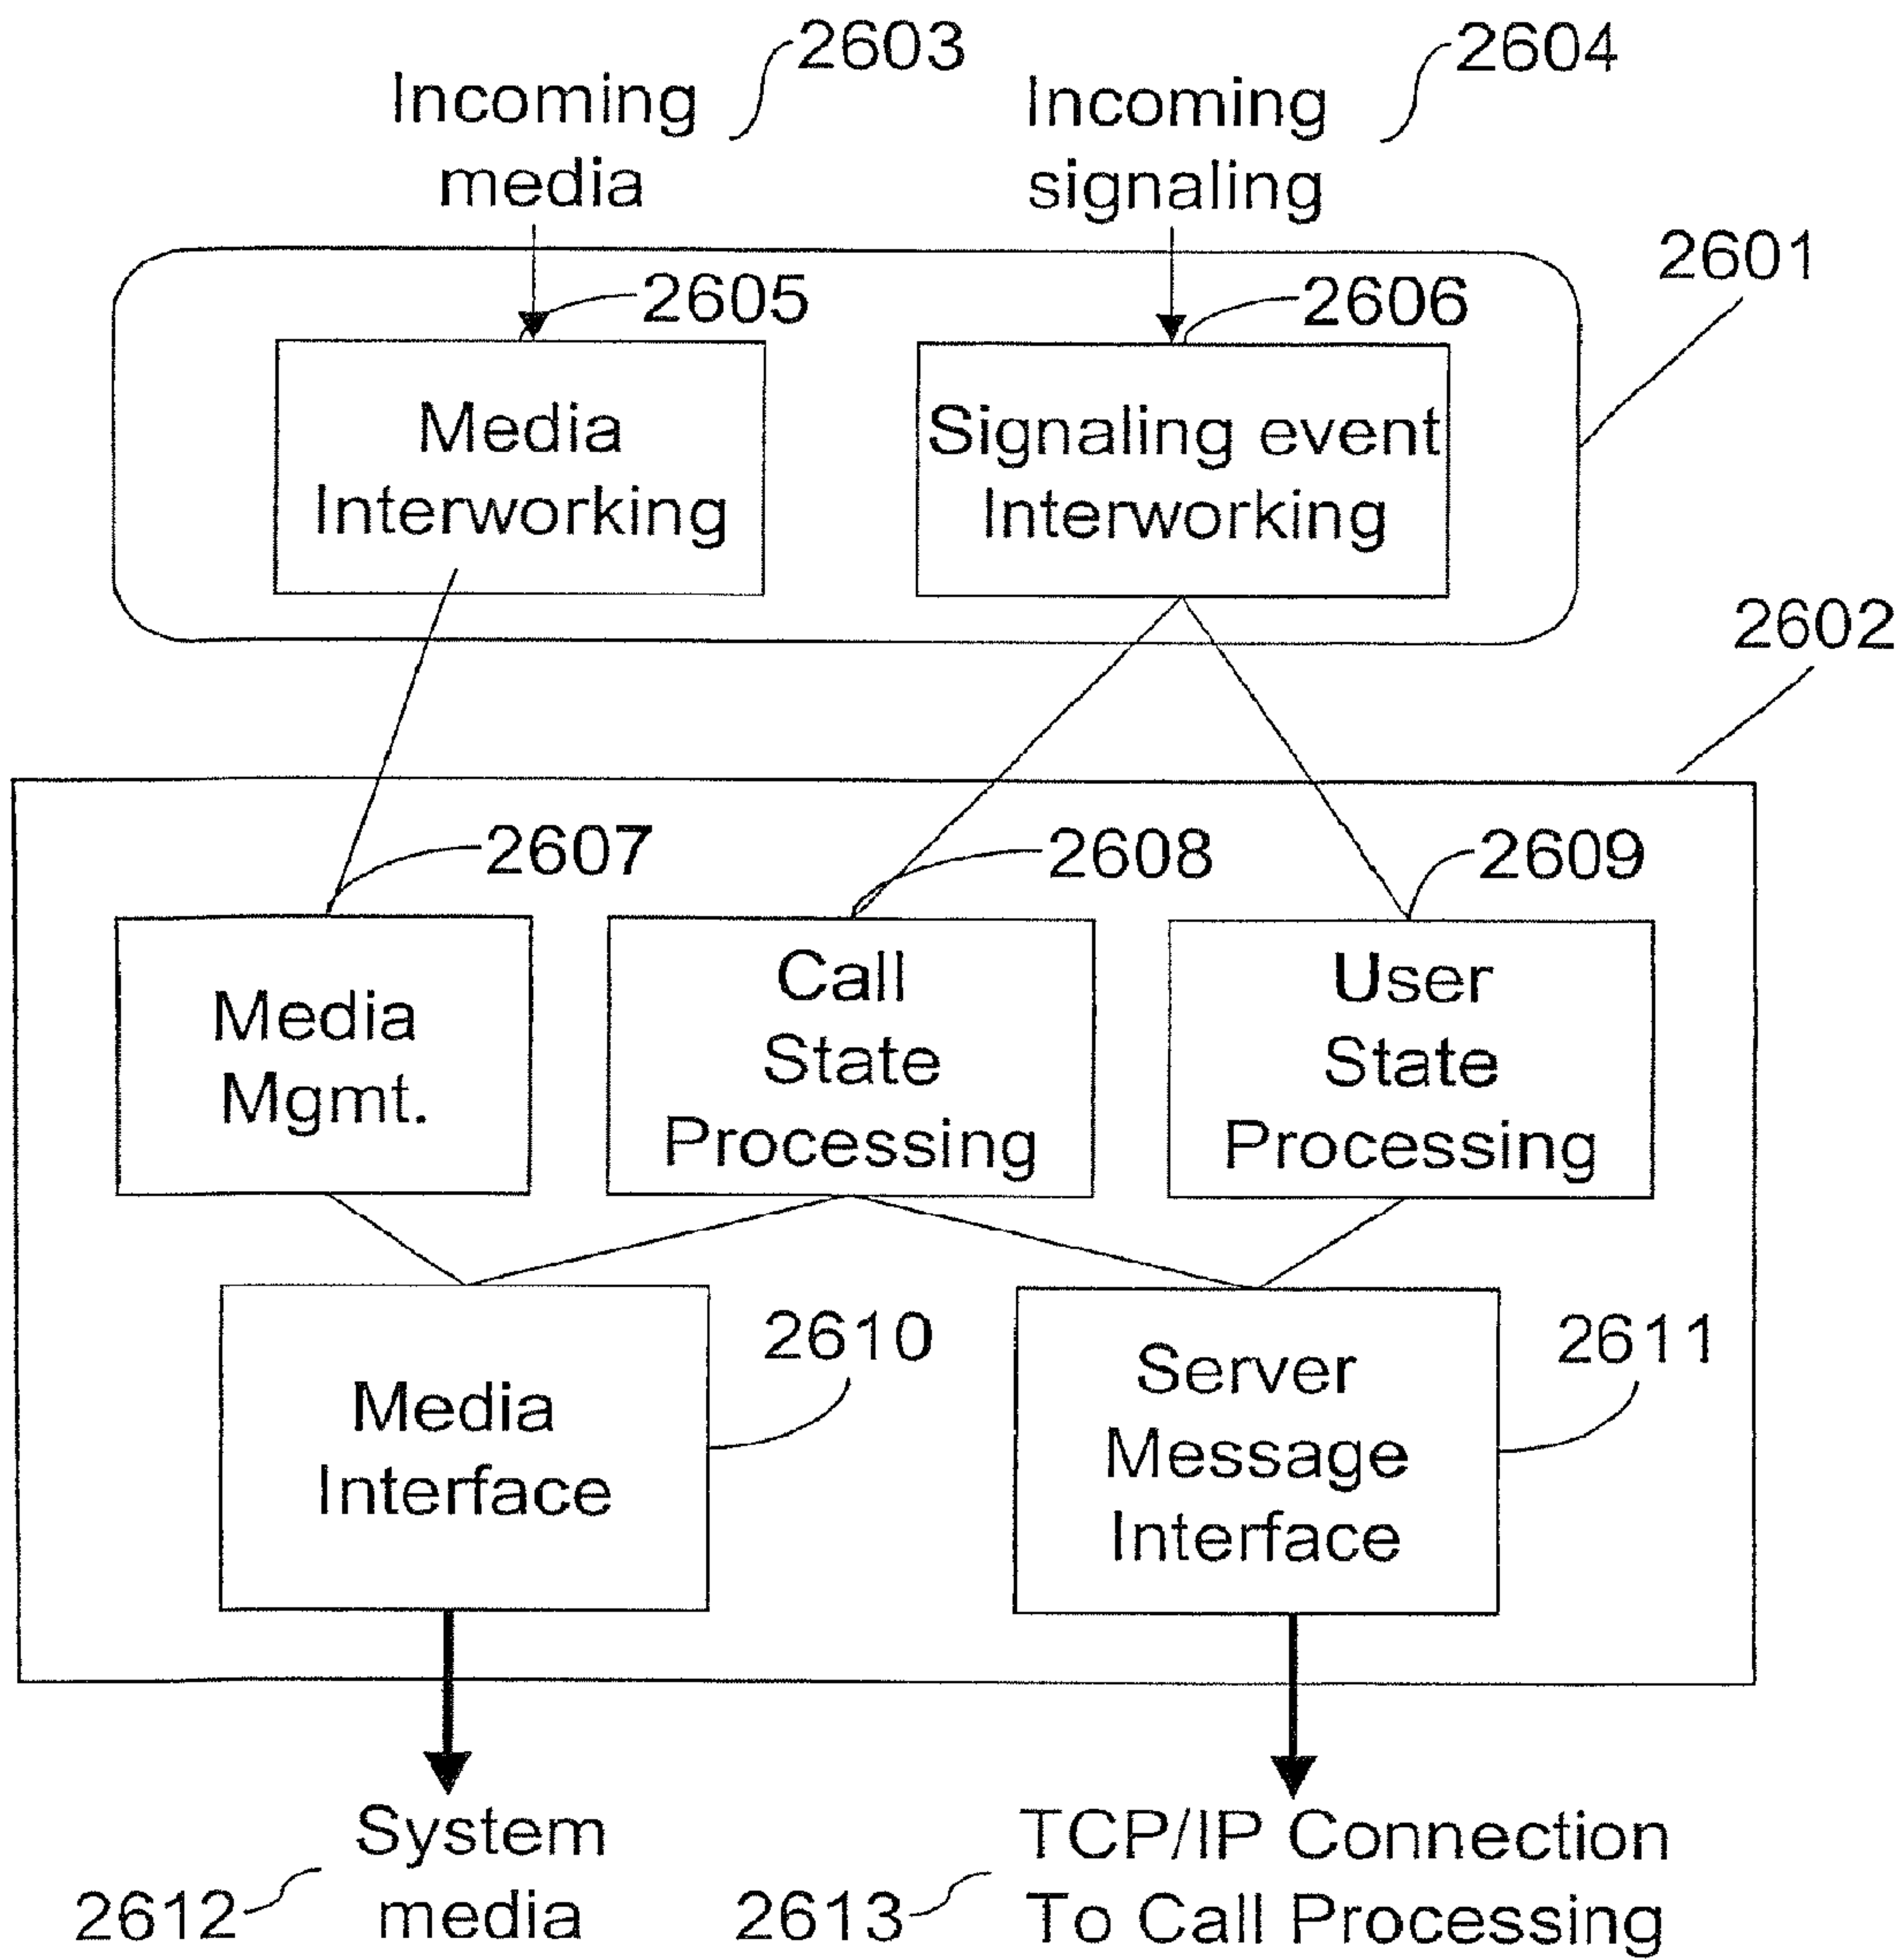 2603
2604
Incoming
media
Incoming
signaling
2601
2605
2606
Media
Interworking
Signaling event
Interworking
2602
2607
2608
2609
Media
Mgmt.
Call
State
Processing
User
State
Processing
2610
2611
Media
Interface
Server
Message
Interface
System
media
2612
TCP/IP Connection
To Call Processing
2613